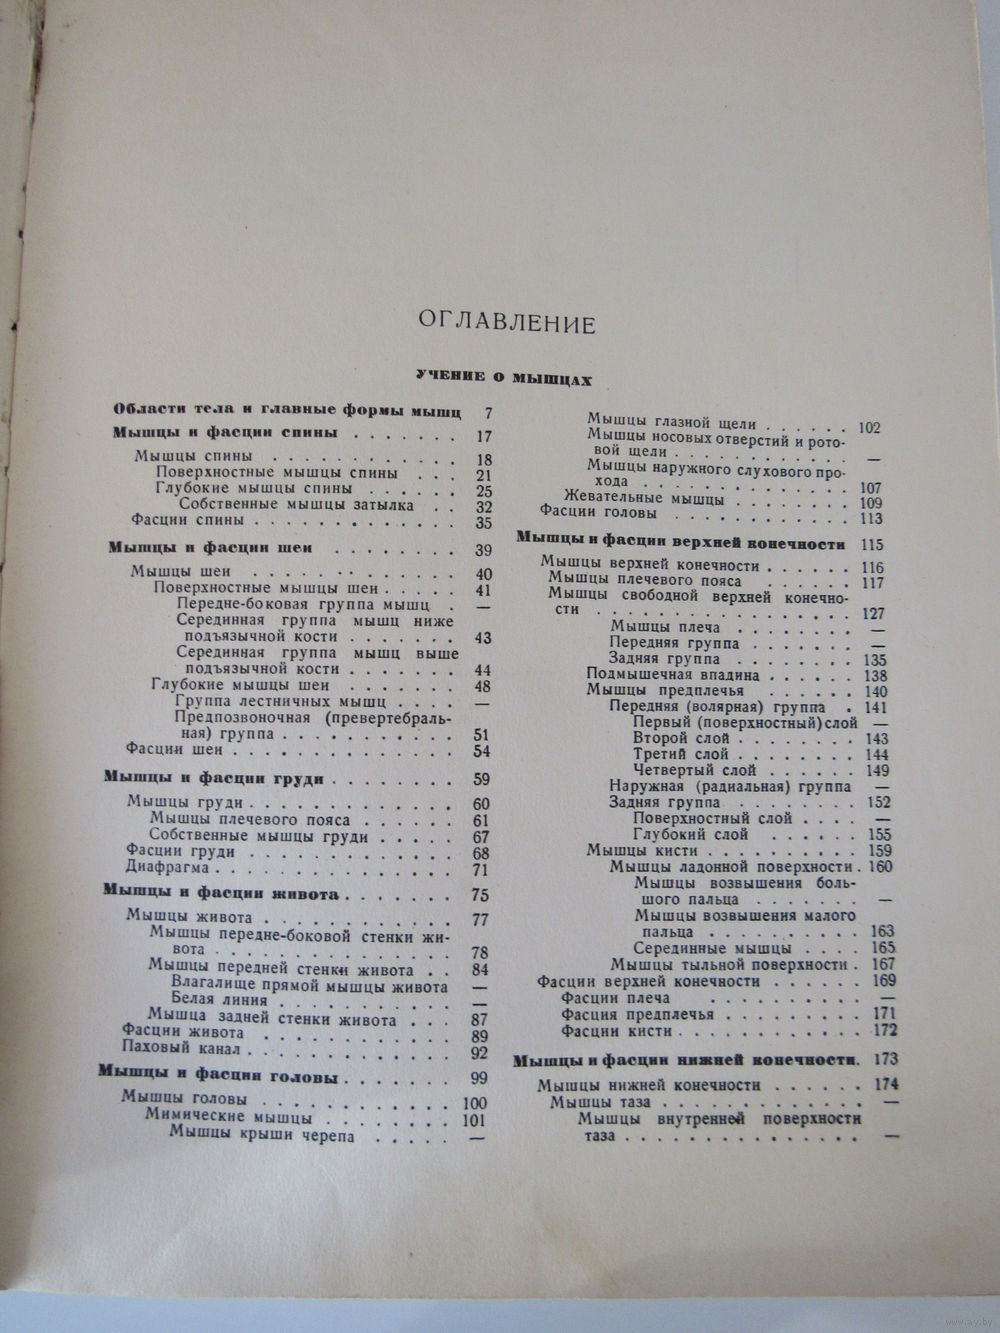 ОГЛАВЛЕНИЕ
УЧЕНИЕ О МЫШЦАХ
Области тела и главные формы мышц 7
Мышцы и фасции спины . . . . . . . 17
Мышцы спины . . . . . . . . . . . . 18
Поверхностные мышцы спины . . . 21
Глубокие мышцы спины . . . . . . 25
Собственные мышцы затылка . . 32
Фасции спины . . . . . . . . . . . . . 35
Мышцы и фасции шеи . . . . . . . . 39
Мышцы шеи . . . . . . . . . . . . 40
Поверхностные мышцы шеи . . . . . 41
Передне-боковая группа мышц . —
Серединная группа мышц ниже
подъязычной кости . . . . . . . 43
Серединная группа мышц выше
подъязычной кости . . . . . . . 44
Глубокие мышцы шеи . . . . . . . 48
Группа лестничных мышц . . . . —
Предпозвоночная (превертебраль-
ная) группа . . . . . . . . . . . 51
Фасции шеи . . . . . . . . . . . . . . 54
Мышцы и фасции груди . . . . . . . . 59
Мышцы груди . . . . . . . . . . . . . 60
Мышцы плечевого пояса . . . . . . 61
Собственные мышцы груди . . . . . 67
Фасции груди . . . . . . . . . . . . . 68
Диафрагма . . . . . . . . . . . . . . . 71
Мышцы и фасции живота . . . . . . . 75
Мышцы живота . . . . . . . . . . . . 77
Мышцы передне-боковой стенки жи-
вота . . . . . . . . . . . . . . . 78
Мышцы передней стенки живота . . 84
Влагалище прямой мышцы живота —
Белая линия . . . . . . . . . . . —
Мышца задней стенки живота . . . 87
Фасции живота . . . . . . . . . . . . 89
Паховый канал . . . . . . . . . . . . . 92
Мышцы и фасции головы . . . . . . . 99
Мышцы головы . . . . . . . . . . . . 100
Мимические мышцы . . . . . . . . 101
Мышцы крыши черепа . . . . . —
Мышцы глазной щели . . . . . . 102
Мышцы носовых отверстий и рото-
вой щели . . . . . . . . . . . —
Мышцы наружного слухового про-
хода . . . . . . . . . . . . . 107
Жевательные мышцы . . . . . . . . 109
Фасции головы . . . . . . . . . . . . 113
Мышцы и фасции верхней конечности 115
Мышцы верхней конечности . . . . . . 116
Мышцы плечевого пояса . . . . . . 117
Мышцы свободной верхней конечно-
сти . . . . . . . . . . . . . . . . 127
Мышцы плеча . . . . . . . . —
Передняя группа . . . . . . . —
Задняя группа . . . . . . . . 135
Подмышечная впадина . . . . . . 138
Мышцы предплечья . . . . . . 140
Передняя (волярная) группа . 141
Первый (поверхностный) слой —
Второй слой . . . . . . . . 143
Третий слой . . . . . . . . 144
Четвертый слой . . . . . . 149
Наружная (радиальная) группа —
Задняя группа . . . . . . . . 152
Поверхностный слой . . . . —
Глубокий слой . . . . . . 155
Мышцы кисти . . . . . . . . . . 159
Мышцы ладонной поверхности . 160
Мышцы возвышения боль-
шого пальца . . . . . . . —
Мышцы возвышения малого
пальца . . . . . . . . . . 163
Серединные мышцы . . . . 165
Мышцы тыльной поверхности . 167
Фасции верхней конечности . . . . . . 169
Фасции плеча . . . . . . . . . . —
Фасция предплечья . . . . . . . . . 171
Фасции кисти . . . . . . . . . . . . 172
Мышцы и фасции нижней конечности . 173
Мышцы нижней конечности . . . . . . 174
Мышцы таза . . . . . . . . . . . . . —
Мышцы внутренней поверхности
таза . . . . . . . . . . . . . . . —
www.ay.by